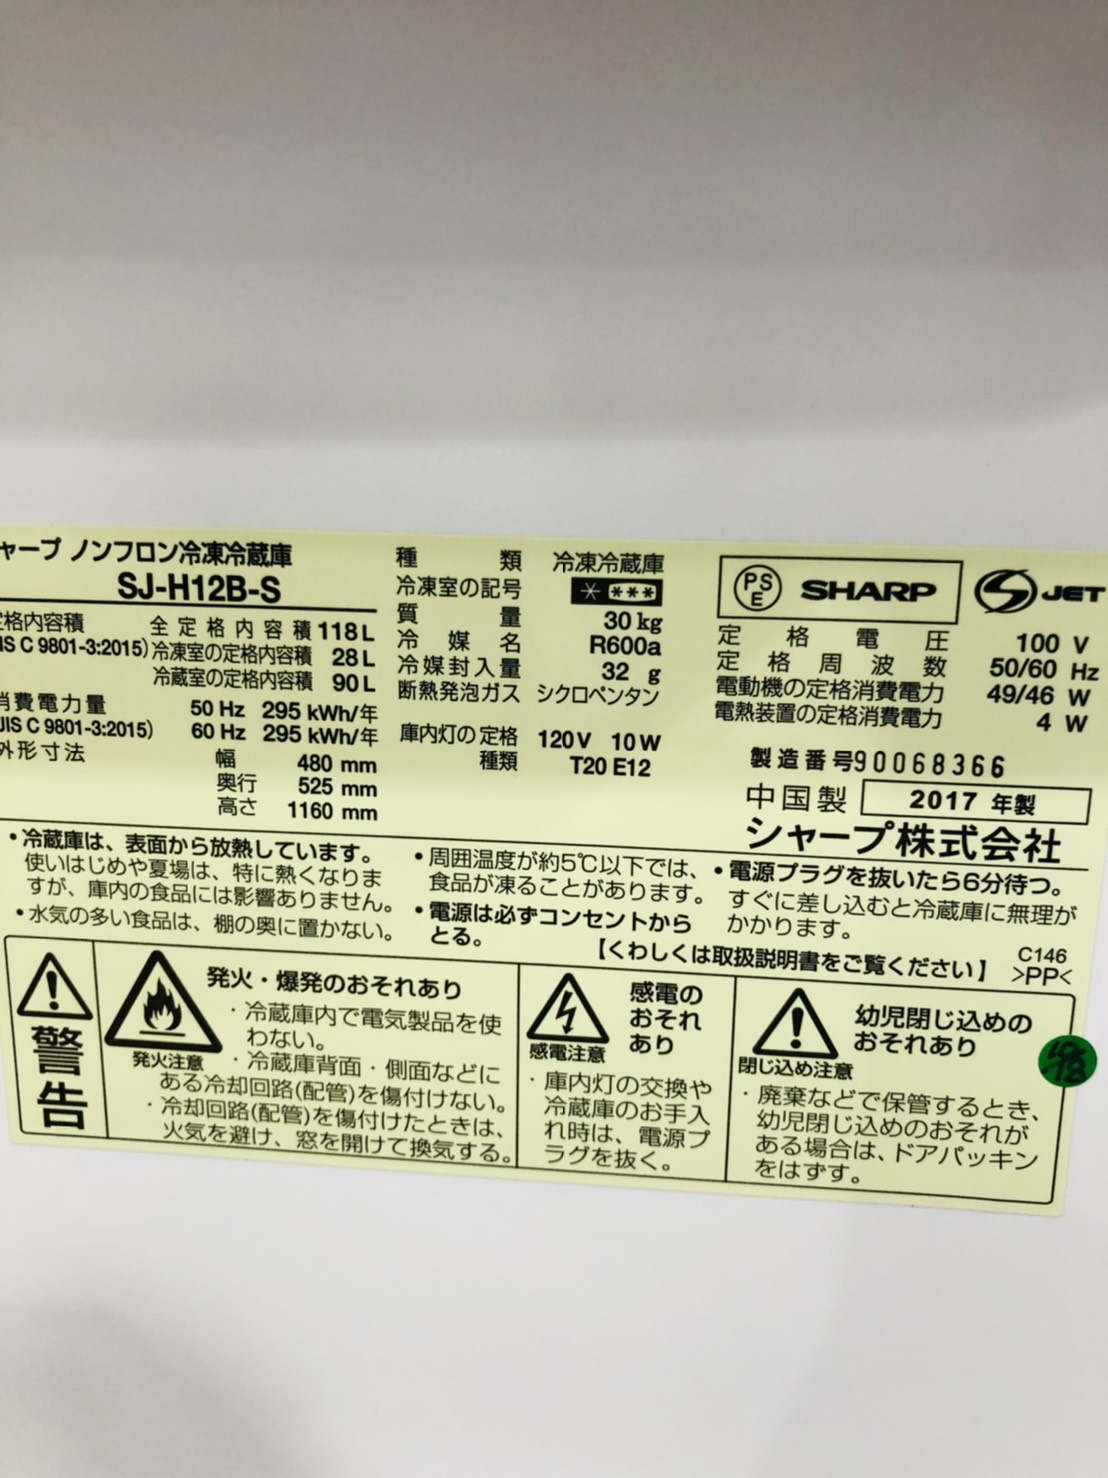 ャープ ノンフロン冷凍冷蔵庫
SJ-H12B-S
格内容積
IS C 9801-3:2015)
全定格内容積 118 L
冷凍室の定格内容積 28 L
冷蔵室の定格内容積 90 L
消費電力量
JIS C 9801-3:2015)
50 Hz 295 kWh/年
60 Hz 295 kWh/年
外形寸法
幅 480 mm
奥行 525 mm
高さ 1160 mm
種類 冷凍冷蔵庫
冷凍室の記号 * ***
質量 30 kg
冷媒名 R600a
冷媒封入量 32 g
断熱発泡ガス シクロペンタン
庫内灯の定格 120V 10W
種類 T20 E12
PSE SHARP S JET
定格電圧 100 V
定格周波数 50/60 Hz
電動機の定格消費電力 49/46 W
電熱装置の定格消費電力 4 W
製造番号 90068366
中国製 2017 年製
シャープ株式会社
・冷蔵庫は、表面から放熱しています。
使いはじめや夏場は、特に熱くなりま
すが、庫内の食品には影響ありません。
・水気の多い食品は、棚の奥に置かない。
・周囲温度が約5℃以下では、
食品が凍ることがあります。
・電源は必ずコンセントから
とる。
・電源プラグを抜いたら6分待つ。
すぐに差し込むと冷蔵庫に無理が
かかります。
【くわしくは取扱説明書をご覧ください】
C146
>PP<
警告
発火注意
発火・爆発のおそれあり
・冷蔵庫内で電気製品を使
わない。
・冷蔵庫背面・側面などに
ある冷却回路(配管)を傷付けない。
・冷却回路(配管)を傷付けたときは、
火気を避け、窓を開けて換気する。
感電注意
感電の
おそれ
あり
・庫内灯の交換や
冷蔵庫のお手入
れ時は、電源プ
ラグを抜く。
閉じ込め注意
幼児閉じ込めの
おそれあり
・廃棄などで保管するとき、
幼児閉じ込めのおそれが
ある場合は、ドアパッキン
をはずす。